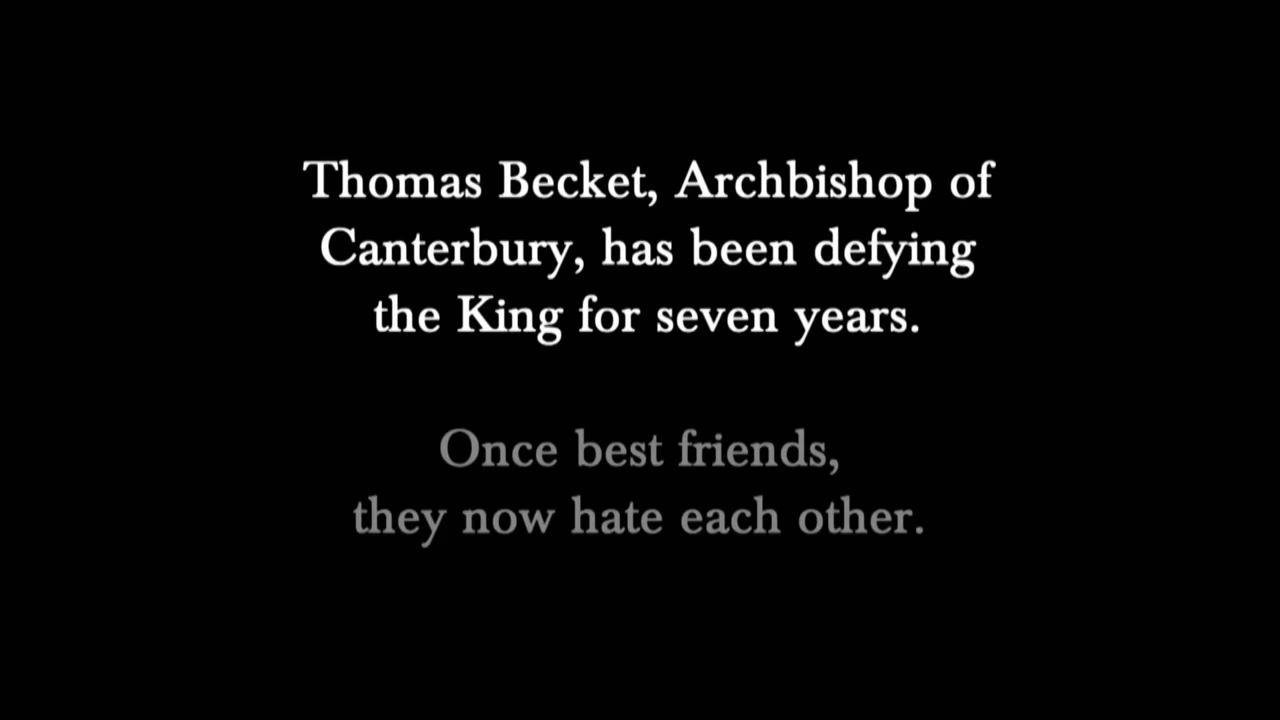 Thomas Becket, Archbishop of
Canterbury, has been defying
the King for seven years.
Once best friends,
they now hate each other.